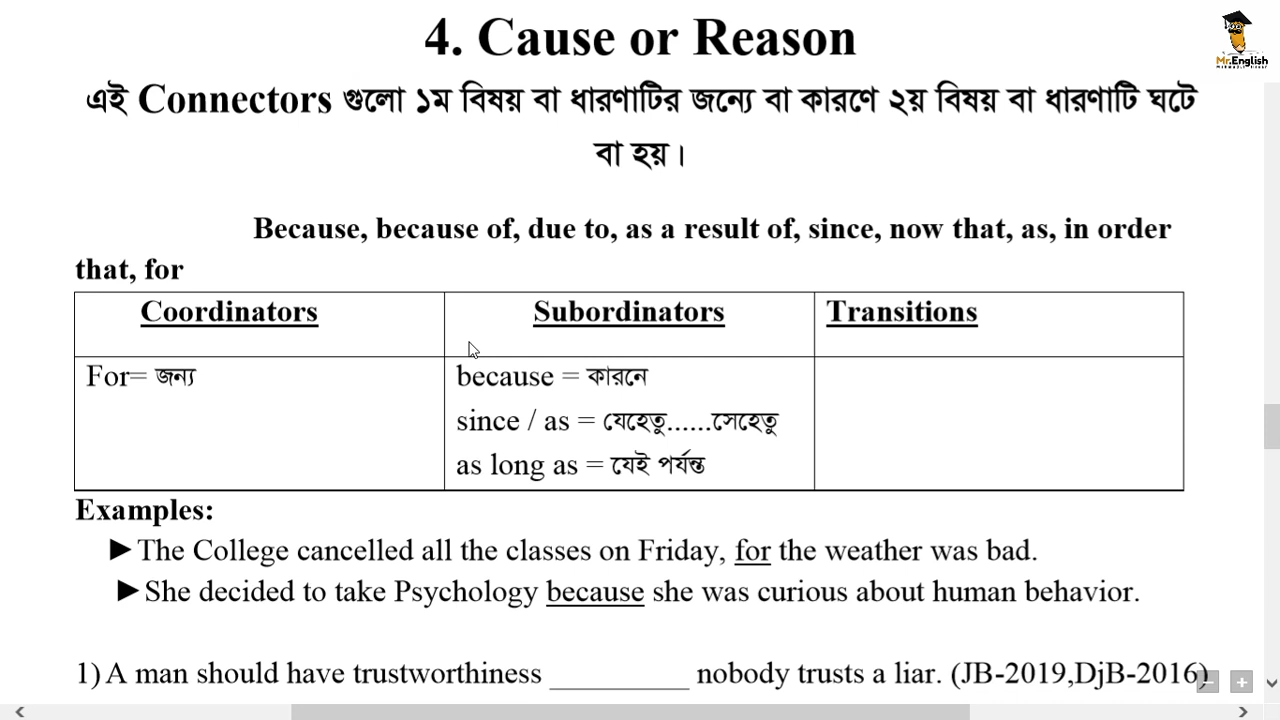 4. Cause or Reason
Mr.English
এই Connectors গুলো ১ম বিষয় বা ধারণাটির জন্যে বা কারণে ২য় বিষয় বা ধারণাটি ঘটে
বা হয়।
Because, because of, due to, as a result of, since, now that, as, in order
that, for
Coordinators Subordinators Transitions
For= জন্য because = কারনে
since / as = যেহেতু......সেহেতু
as long as = যেই পর্যন্ত
Examples:
►The College cancelled all the classes on Friday, for the weather was bad.
►She decided to take Psychology because she was curious about human behavior.
1) A man should have trustworthiness __________ nobody trusts a liar. (JB-2019,DjB-2016)